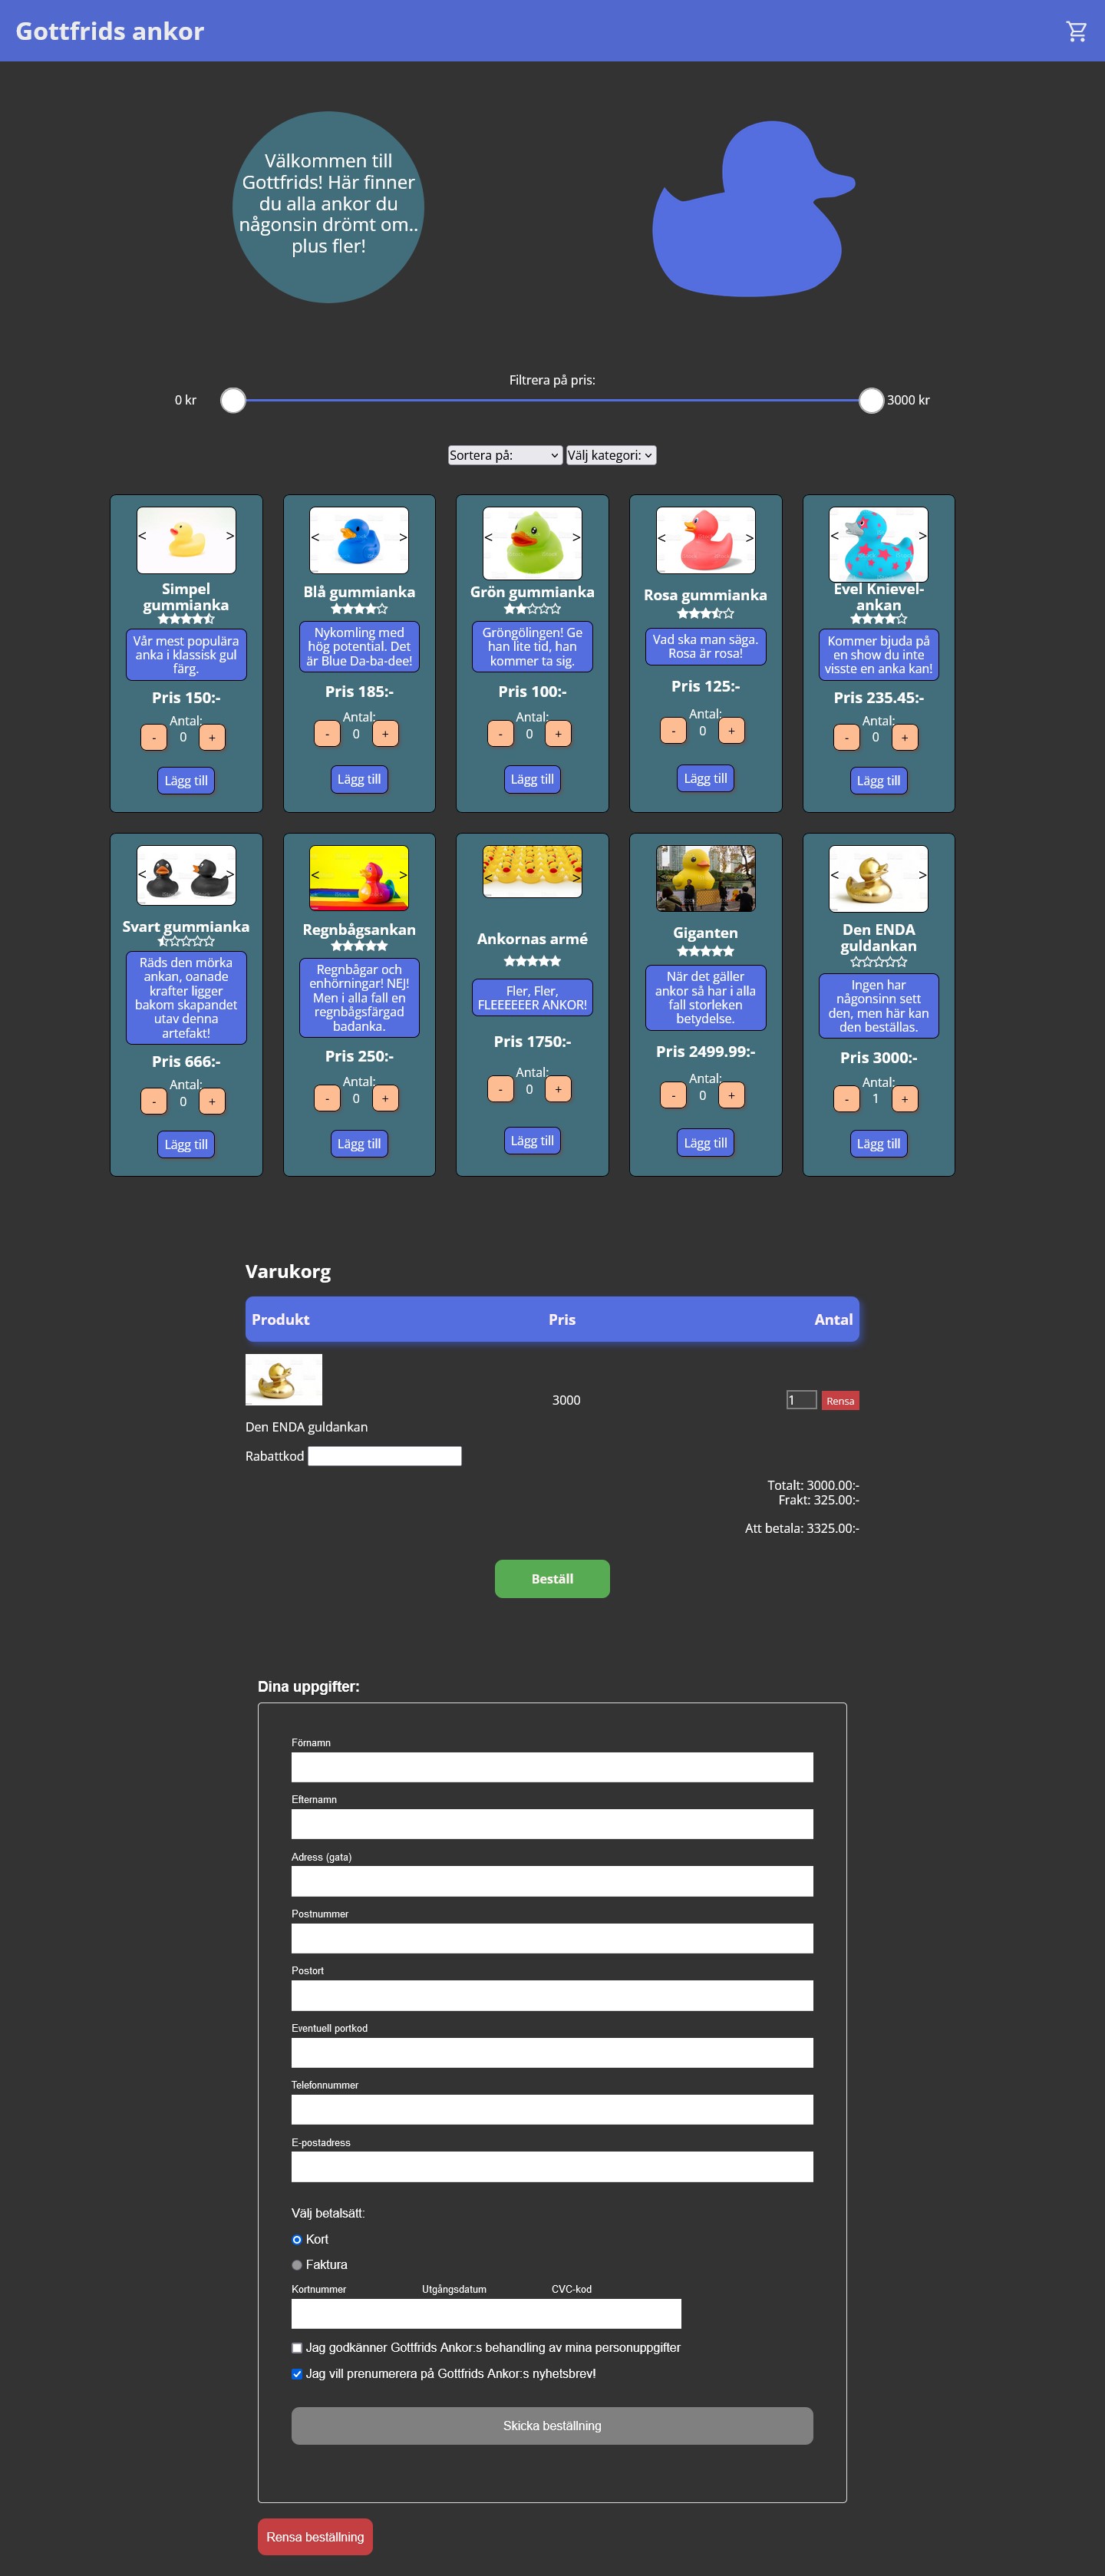 Gottfrids ankor
Välkommen till
Gottfrids! Här finner
du alla ankor du
någonsin drömt om..
plus fler!
Filtrera på pris:
0 kr
3000 kr
Sortera på:
Välj kategori:
< >
Simpel
gummianka
Vår mest populära
anka i klassisk gul
färg.
Pris 150:-
Antal:
- 0 +
Lägg till
< >
Blå gummianka
Nykomling med
hög potential. Det
är Blue Da-ba-dee!
Pris 185:-
Antal:
- 0 +
Lägg till
< >
Grön gummianka
Gröngölingen! Ge
han lite tid, han
kommer ta sig.
Pris 100:-
Antal:
- 0 +
Lägg till
< >
Rosa gummianka
Vad ska man säga.
Rosa är rosa!
Pris 125:-
Antal:
- 0 +
Lägg till
< >
Evel Knievel-
ankan
Kommer bjuda på
en show du inte
visste en anka kan!
Pris 235.45:-
Antal:
- 0 +
Lägg till
< >
Svart gummianka
Räds den mörka
ankan, oanade
krafter ligger
bakom skapandet
utav denna
artefakt!
Pris 666:-
Antal:
- 0 +
Lägg till
< >
Regnbågsankan
Regnbågar och
enhörningar! NEJ!
Men i alla fall en
regnbågsfärgad
badanka.
Pris 250:-
Antal:
- 0 +
Lägg till
< >
Ankornas armé
Fler, Fler,
FLEEEEEER ANKOR!
Pris 1750:-
Antal:
- 0 +
Lägg till
Giganten
När det gäller
ankor så har i alla
fall storleken
betydelse.
Pris 2499.99:-
Antal:
- 0 +
Lägg till
< >
Den ENDA
guldankan
Ingen har
någonsinn sett
den, men här kan
den beställas.
Pris 3000:-
Antal:
- 1 +
Lägg till
Varukorg
Produkt Pris Antal
3000 1 Rensa
Den ENDA guldankan
Rabattkod
Totalt: 3000.00:-
Frakt: 325.00:-
Att betala: 3325.00:-
Beställ
Dina uppgifter:
Förnamn
Efternamn
Adress (gata)
Postnummer
Postort
Eventuell portkod
Telefonnummer
E-postadress
Välj betalsätt:
Kort
Faktura
Kortnummer Utgångsdatum CVC-kod
Jag godkänner Gottfrids Ankor:s behandling av mina personuppgifter
Jag vill prenumerera på Gottfrids Ankor:s nyhetsbrev!
Skicka beställning
Rensa beställning